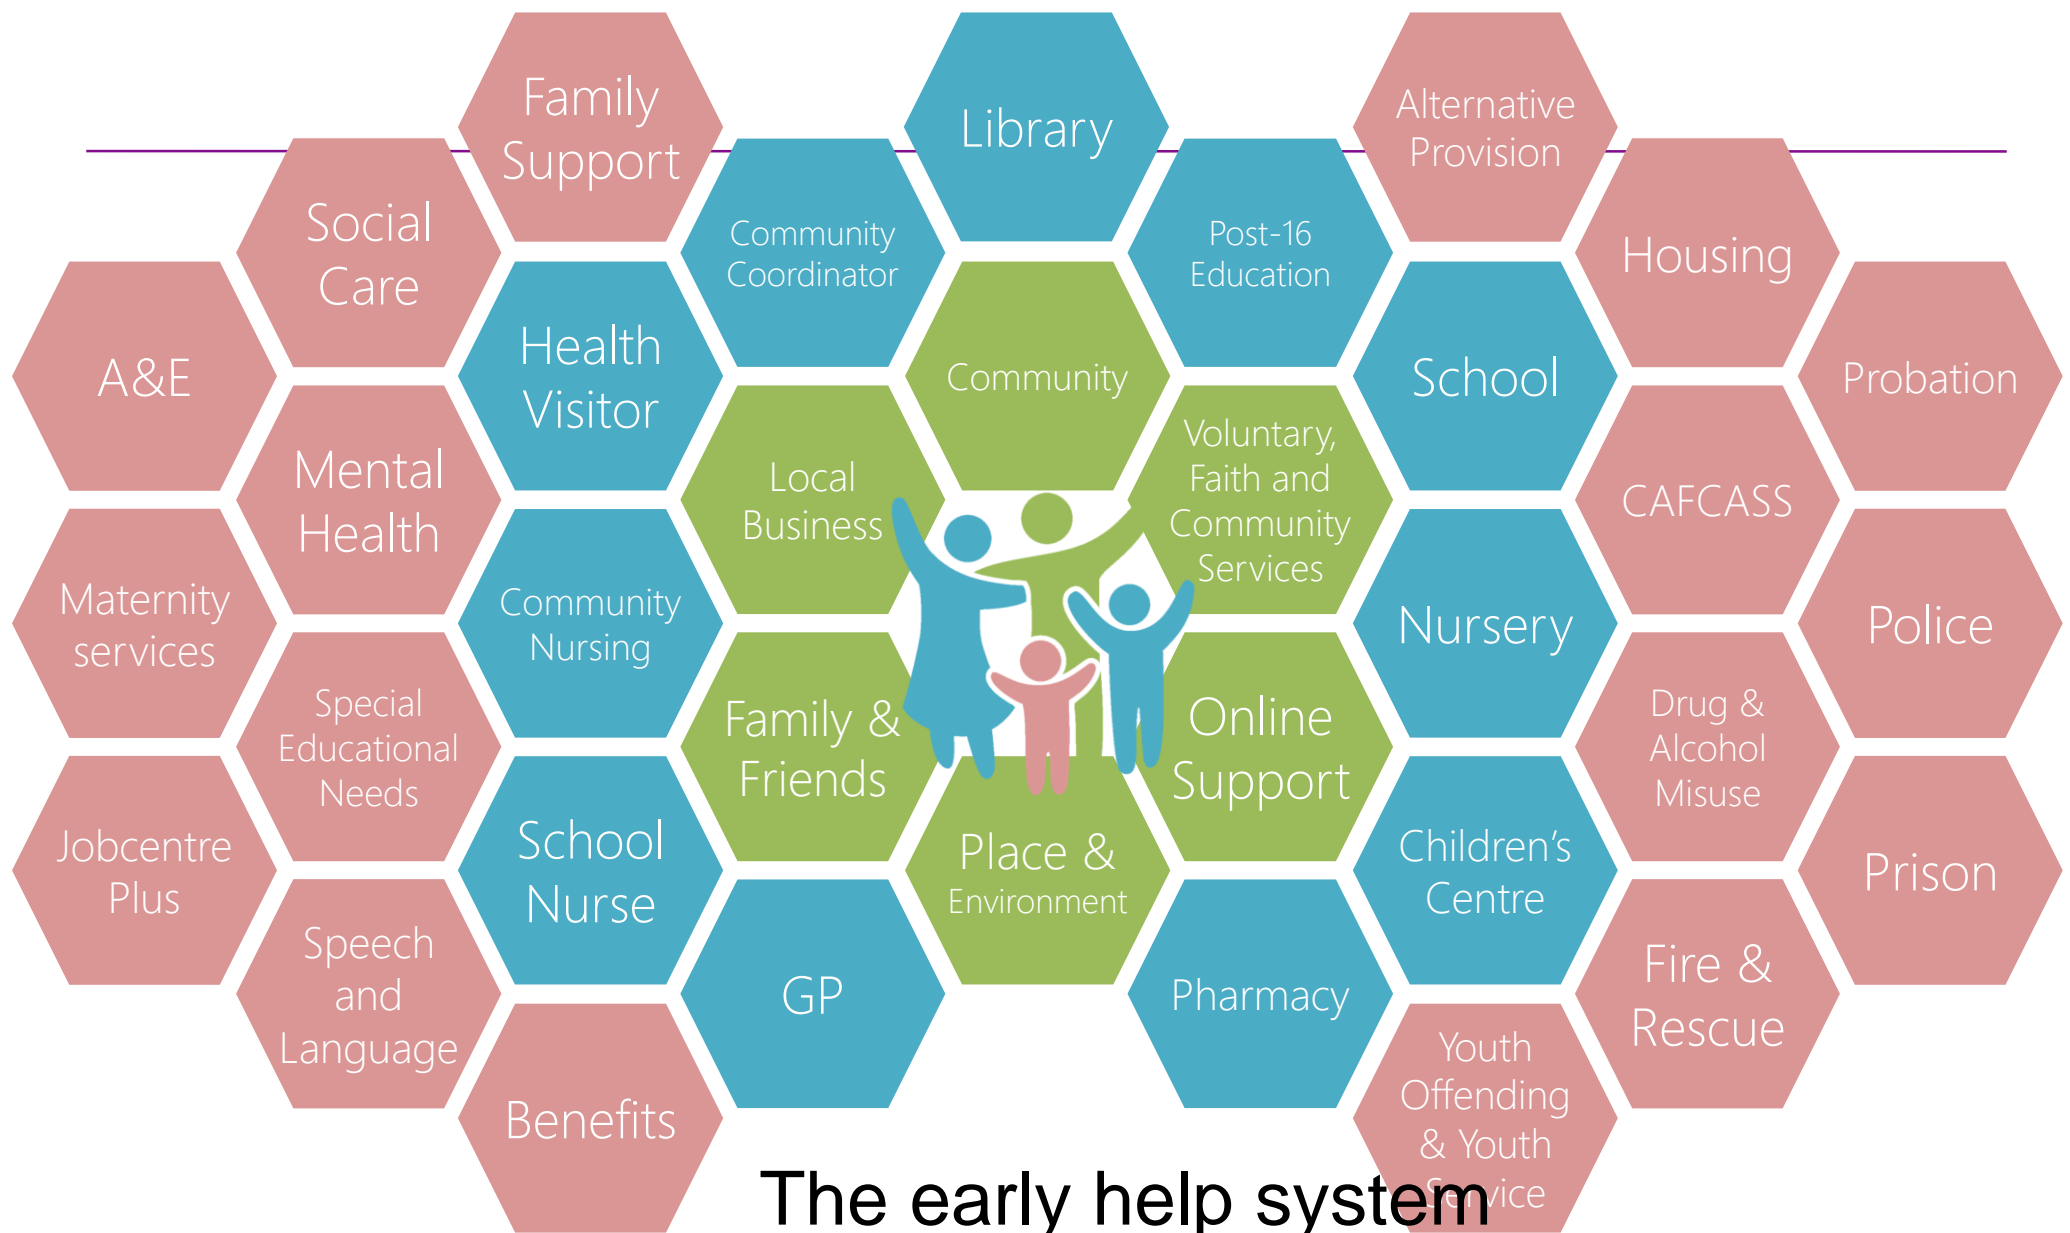 Family
Support
Library
Alternative
Provision
Social
Care
Community
Coordinator
Post-16
Education
Housing
A&E
Health
Visitor
Community
School
Probation
Mental
Health
Local
Business
Voluntary,
Faith and
Community
Services
CAFCASS
Maternity
services
Community
Nursing
Nursery
Police
Special
Educational
Needs
Family &
Friends
Online
Support
Drug &
Alcohol
Misuse
Jobcentre
Plus
School
Nurse
Place &
Environment
Children's
Centre
Prison
Speech
and
Language
GP
Pharmacy
Fire &
Rescue
Benefits
Youth
Offending
& Youth
Service
The early help system